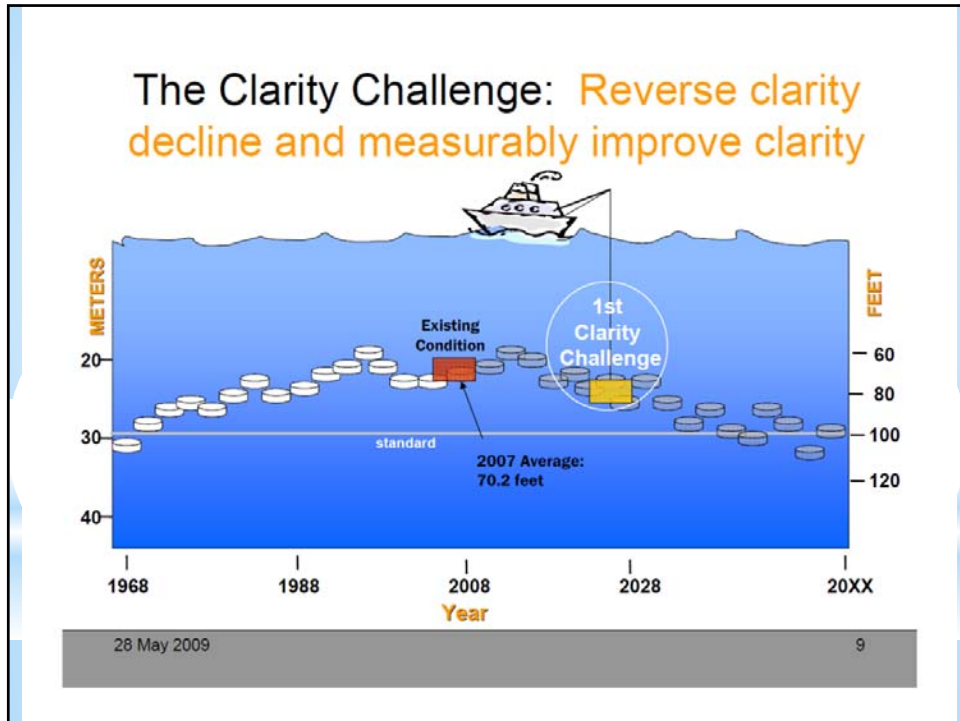 The Clarity Challenge: Reverse clarity
decline and measurably improve clarity
METERS
FEET
1st
Clarity
Challenge
Existing
Condition
20
60
80
30
standard
100
2007 Average:
70.2 feet
120
40
1968
1988
2008
2028
20XX
Year
28 May 2009
9